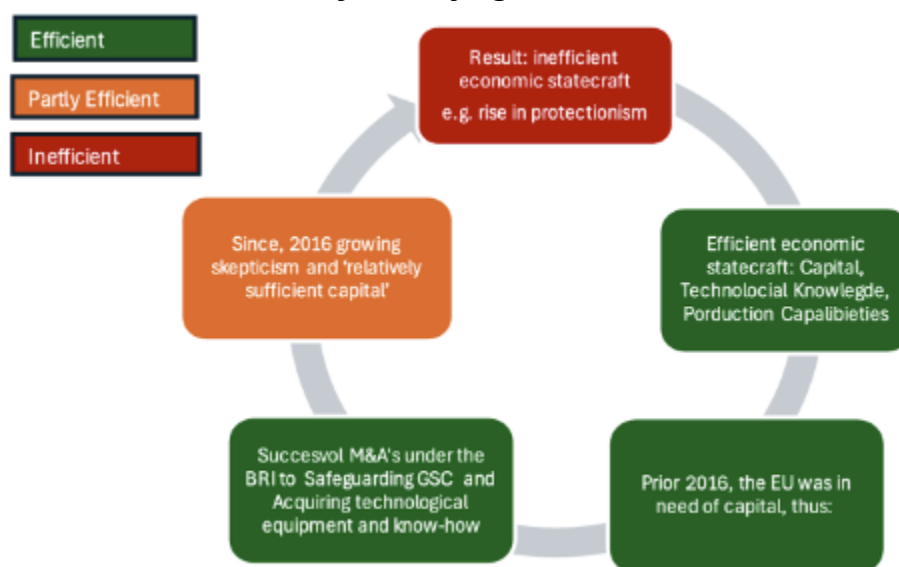 Efficient
Partly Efficient
Inefficient
Result: inefficient
economic statecraft
e.g. rise in protectionism
Efficient economic
statecraft: Capital,
Technolocial Knowlegde,
Porduction Capalibieties
Prior 2016, the EU was in
need of capital, thus:
Succesvol M&A's under the
BRI to Safeguarding GSC and
Acquiring technological
equipment and know-how
Since, 2016 growing
skepticism and 'relatively
sufficient capital'